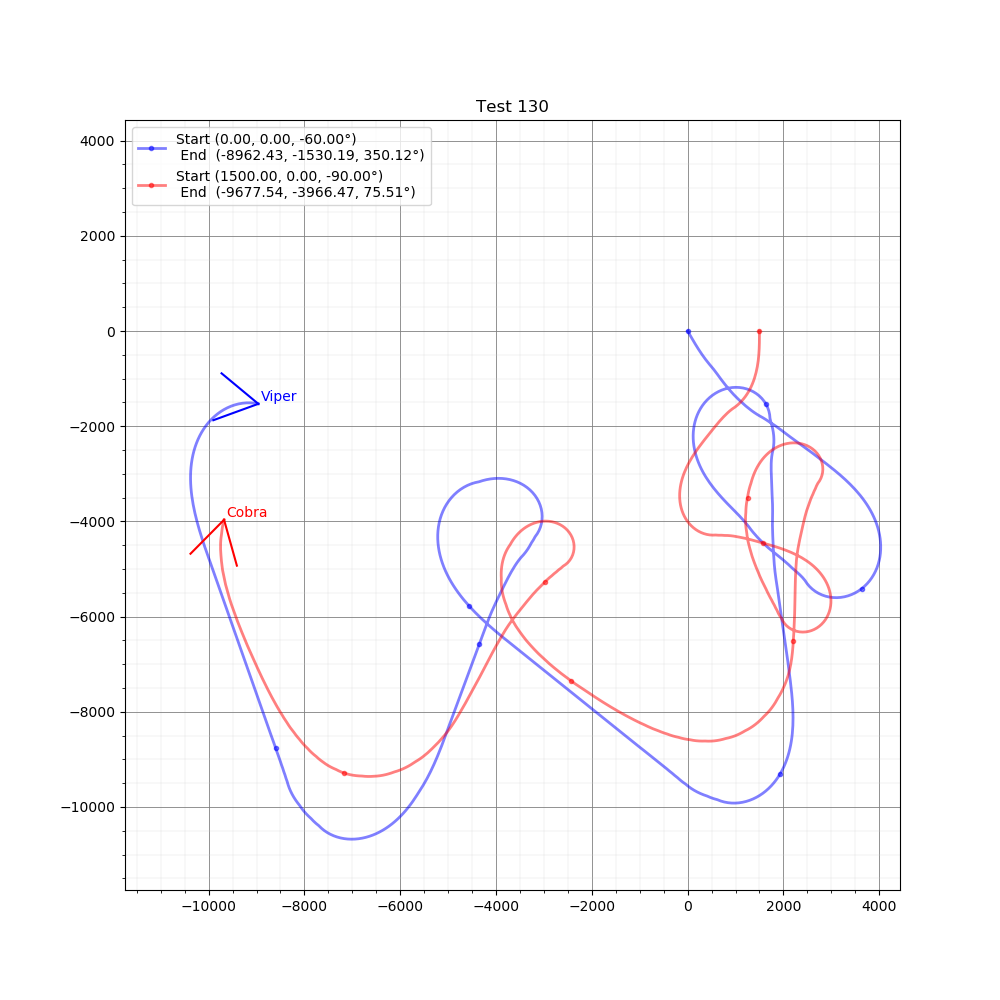 Test 130
Start (0.00, 0.00, -60.00°)
End (-8962.43, -1530.19, 350.12°)
Start (1500.00, 0.00, -90.00°)
End (-9677.54, -3966.47, 75.51°)
4000
2000
0
−2000
−4000
−6000
−8000
−10000
Viper
Cobra
−10000 −8000 −6000 −4000 −2000 0 2000 4000